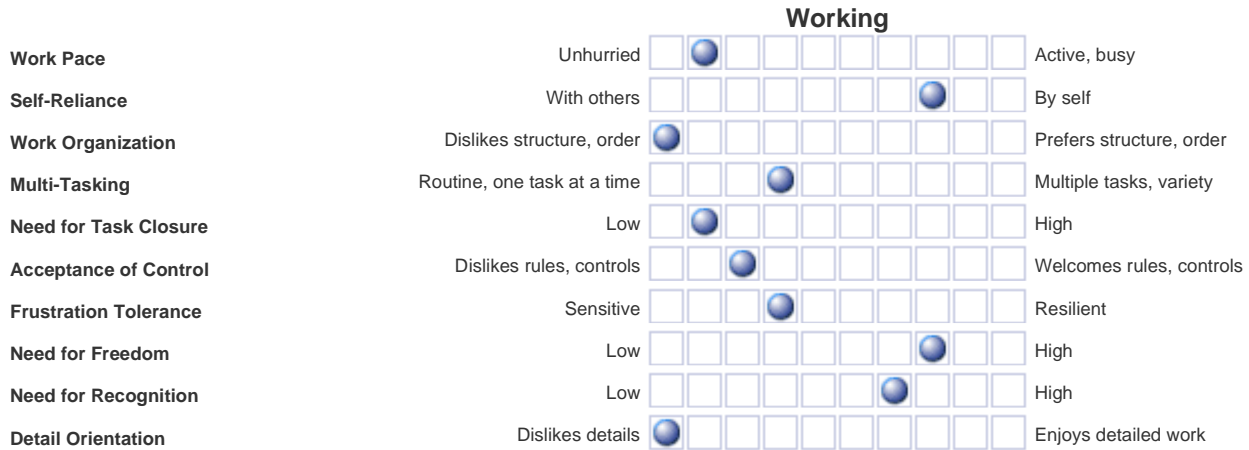 Working
Work Pace Unhurried Active, busy
Self-Reliance With others By self
Work Organization Dislikes structure, order Prefers structure, order
Multi-Tasking Routine, one task at a time Multiple tasks, variety
Need for Task Closure Low High
Acceptance of Control Dislikes rules, controls Welcomes rules, controls
Frustration Tolerance Sensitive Resilient
Need for Freedom Low High
Need for Recognition Low High
Detail Orientation Dislikes details Enjoys detailed work